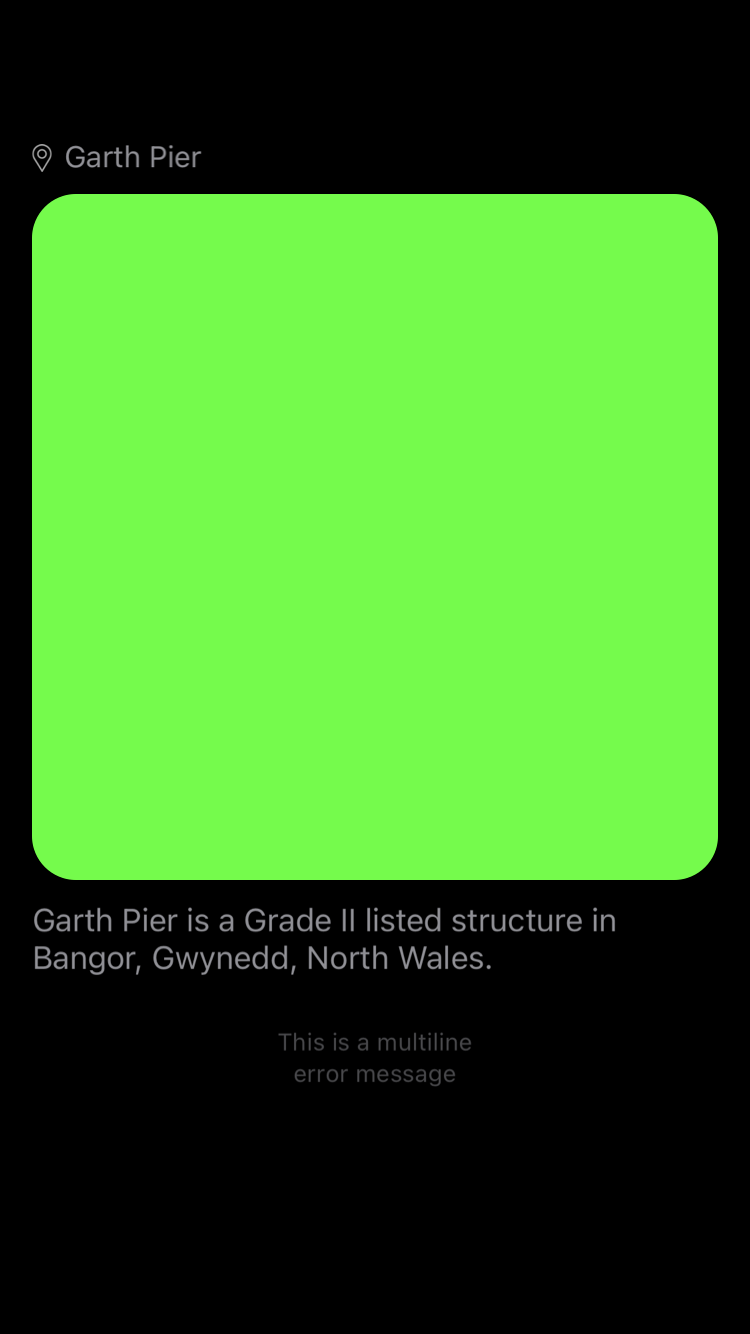 Garth Pier
Garth Pier is a Grade II listed structure in
Bangor, Gwynedd, North Wales.
This is a multiline
error message